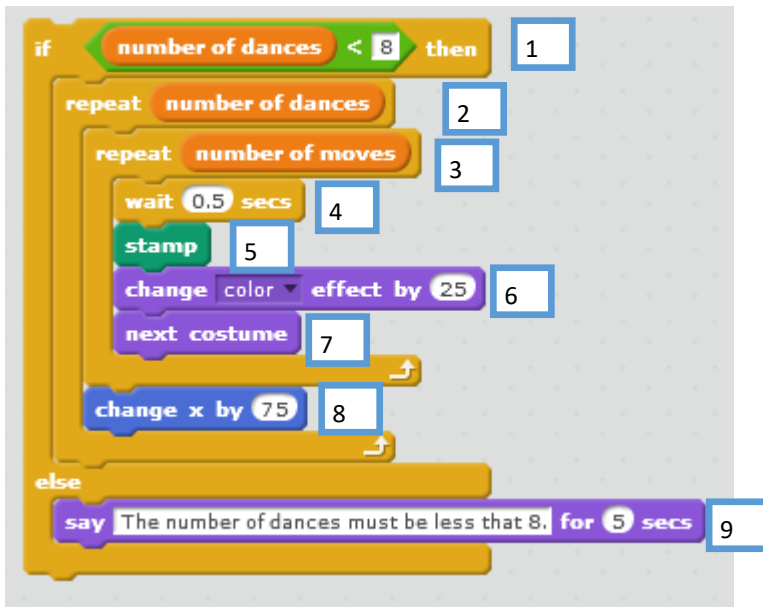 if number of dances < 8 then 1
repeat number of dances 2
repeat number of moves 3
wait 0.5 secs 4
stamp 5
change color effect by 25 6
next costume 7
change x by 75 8
else
say The number of dances must be less that 8. for 5 secs 9